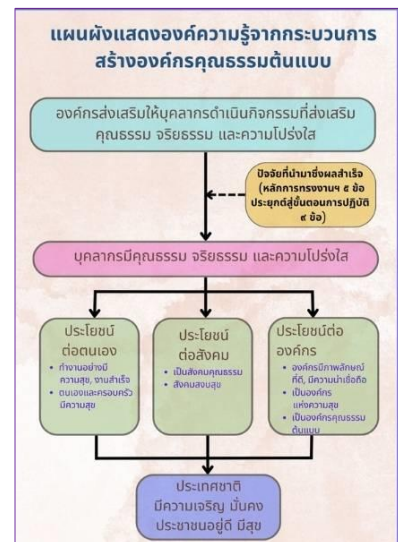 แผนผังแสดงองค์ความรู้จากกระบวนการ
สร้างองค์กรคุณธรรมต้นแบบ
องค์กรส่งเสริมให้บุคลากรดำเนินกิจกรรมที่ส่งเสริม
คุณธรรม จริยธรรม และความโปร่งใส
ปัจจัยที่นำมาซึ่งผลสำเร็จ
(หลักการทรงงานฯ ๕ ข้อ
ประยุกต์สู่ขั้นตอนการปฏิบัติ
๙ ข้อ)
บุคลากรมีคุณธรรม จริยธรรม และความโปร่งใส
ประโยชน์
ต่อตนเอง
• ทำงานอย่างมี
ความสุข, งานสำเร็จ
• ตนเองและครอบครัว
มีความสุข
ประโยชน์
ต่อสังคม
• เป็นสังคมคุณธรรม
• สังคมสงบสุข
ประโยชน์ต่อ
องค์กร
• องค์กรมีภาพลักษณ์
ที่ดี, มีความน่าเชื่อถือ
• เป็นองค์กร
แห่งความสุข
• เป็นองค์กรคุณธรรม
ต้นแบบ
ประเทศชาติ
มีความเจริญ มั่นคง
ประชาชนอยู่ดี มีสุข